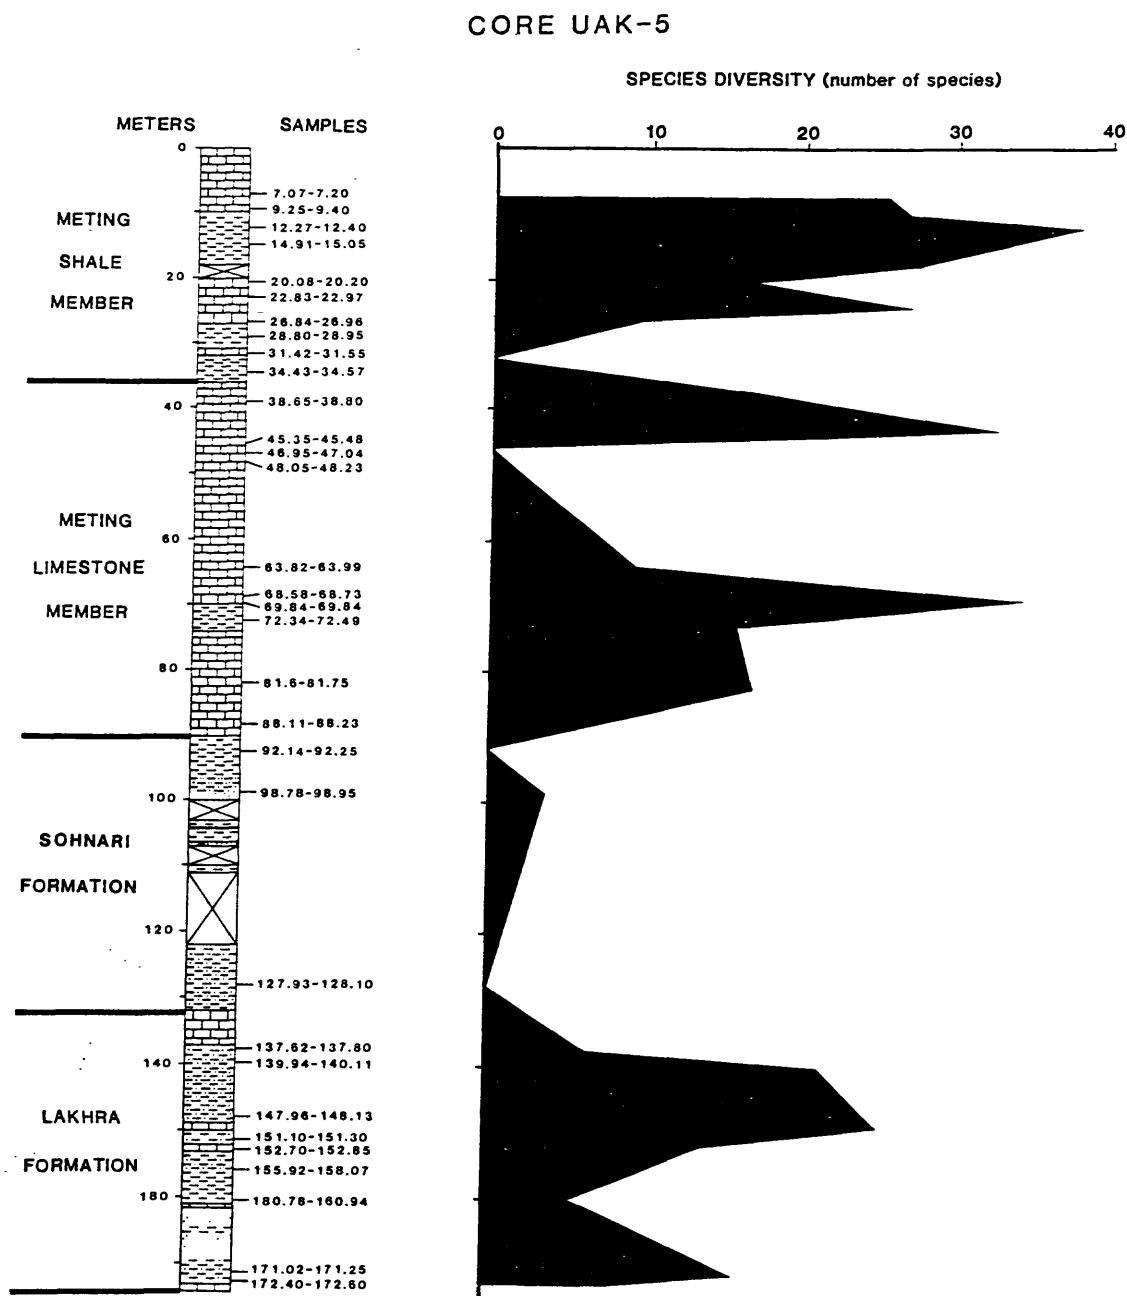 CORE UAK-5
SPECIES DIVERSITY (number of species)
METERS SAMPLES
0 10 20 30 40
0
7.07-7.20
9.25-9.40
METING
12.27-12.40
14.91-15.05
SHALE
20
20.08-20.20
22.83-22.97
MEMBER
26.84-26.96
28.80-28.95
31.42-31.55
34.43-34.57
38.65-38.80
40
45.35-45.48
46.95-47.04
48.05-48.23
METING
60
LIMESTONE
63.82-63.99
68.58-68.73
69.84-69.84
MEMBER
72.34-72.49
80
81.6-81.75
88.11-88.23
92.14-92.25
98.78-98.95
100
SOHNARI
FORMATION
120
127.93-128.10
137.62-137.80
140
139.94-140.11
LAKHRA
147.96-148.13
151.10-151.30
152.70-152.85
FORMATION
155.92-158.07
180
180.78-160.94
171.02-171.25
172.40-172.60